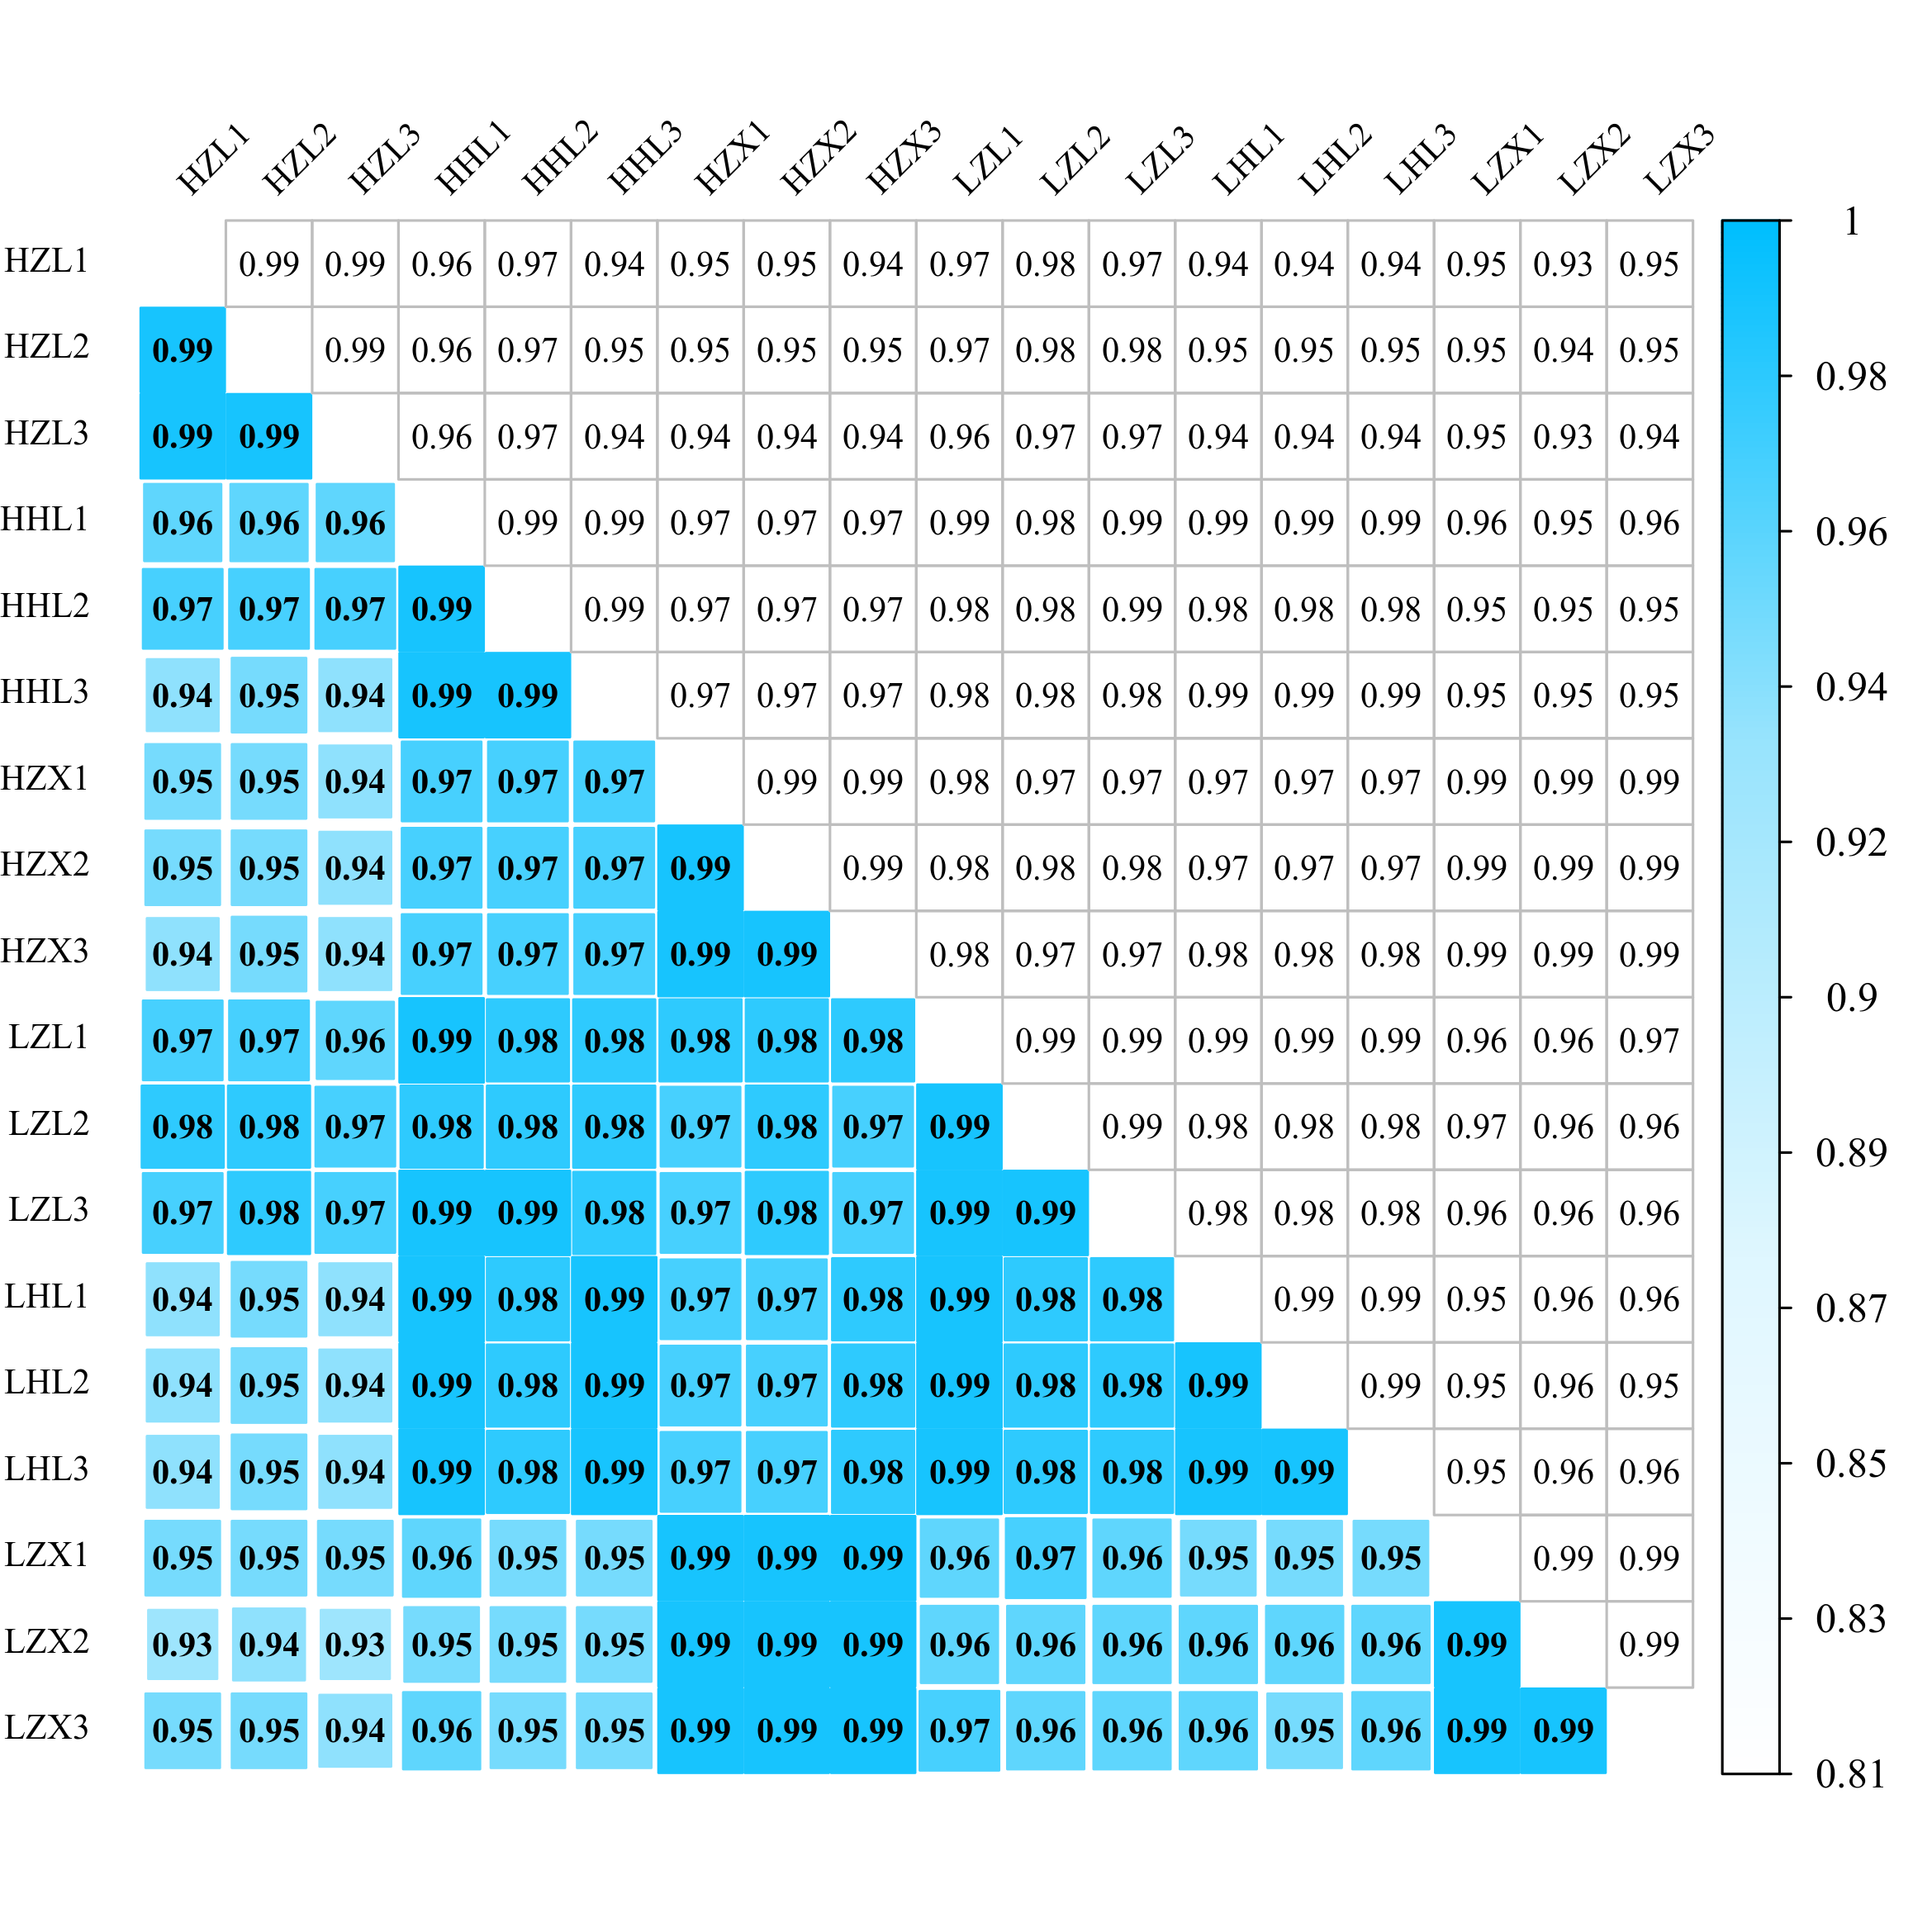 HZL1 HZL2 HZL3 HHL1 HHL2 HHL3 HZX1 HZX2 HZX3 LZL1 LZL2 LZL3 LHL1 LHL2 LHL3 LZX1 LZX2 LZX3
HZL1 0.99 0.99 0.96 0.97 0.94 0.95 0.95 0.94 0.97 0.98 0.97 0.94 0.94 0.94 0.95 0.93 0.95
HZL2 0.99 0.99 0.96 0.97 0.95 0.95 0.95 0.95 0.97 0.98 0.98 0.95 0.95 0.95 0.95 0.94 0.95
HZL3 0.99 0.99 0.96 0.97 0.94 0.94 0.94 0.94 0.96 0.97 0.97 0.94 0.94 0.94 0.95 0.93 0.94
HHL1 0.96 0.96 0.96 0.99 0.99 0.97 0.97 0.97 0.99 0.98 0.99 0.99 0.99 0.99 0.96 0.95 0.96
HHL2 0.97 0.97 0.97 0.99 0.99 0.97 0.97 0.97 0.98 0.98 0.99 0.98 0.98 0.98 0.95 0.95 0.95
HHL3 0.94 0.95 0.94 0.99 0.99 0.97 0.97 0.97 0.98 0.98 0.98 0.99 0.99 0.99 0.95 0.95 0.95
HZX1 0.95 0.95 0.94 0.97 0.97 0.97 0.99 0.99 0.98 0.97 0.97 0.97 0.97 0.97 0.99 0.99 0.99
HZX2 0.95 0.95 0.94 0.97 0.97 0.97 0.99 0.99 0.98 0.98 0.98 0.97 0.97 0.97 0.99 0.99 0.99
HZX3 0.94 0.95 0.94 0.97 0.97 0.97 0.99 0.99 0.98 0.97 0.97 0.98 0.98 0.98 0.99 0.99 0.99
LZL1 0.97 0.97 0.96 0.99 0.98 0.98 0.98 0.98 0.98 0.99 0.99 0.99 0.99 0.99 0.96 0.96 0.97
LZL2 0.98 0.98 0.97 0.98 0.98 0.98 0.97 0.98 0.97 0.99 0.99 0.98 0.98 0.98 0.97 0.96 0.96
LZL3 0.97 0.98 0.97 0.99 0.99 0.98 0.97 0.98 0.97 0.99 0.99 0.98 0.98 0.98 0.96 0.96 0.96
LHL1 0.94 0.95 0.94 0.99 0.98 0.99 0.97 0.97 0.98 0.99 0.98 0.98 0.99 0.99 0.95 0.96 0.96
LHL2 0.94 0.95 0.94 0.99 0.98 0.99 0.97 0.97 0.98 0.99 0.98 0.98 0.99 0.99 0.95 0.96 0.95
LHL3 0.94 0.95 0.94 0.99 0.98 0.99 0.97 0.97 0.98 0.99 0.98 0.98 0.99 0.99 0.95 0.96 0.96
LZX1 0.95 0.95 0.95 0.96 0.95 0.95 0.99 0.99 0.99 0.96 0.97 0.96 0.95 0.95 0.95 0.99 0.99
LZX2 0.93 0.94 0.93 0.95 0.95 0.95 0.99 0.99 0.99 0.96 0.96 0.96 0.96 0.96 0.96 0.99 0.99
LZX3 0.95 0.95 0.94 0.96 0.95 0.95 0.99 0.99 0.99 0.97 0.96 0.96 0.96 0.95 0.96 0.99 0.99
1
0.98
0.96
0.94
0.92
0.9
0.89
0.87
0.85
0.83
0.81